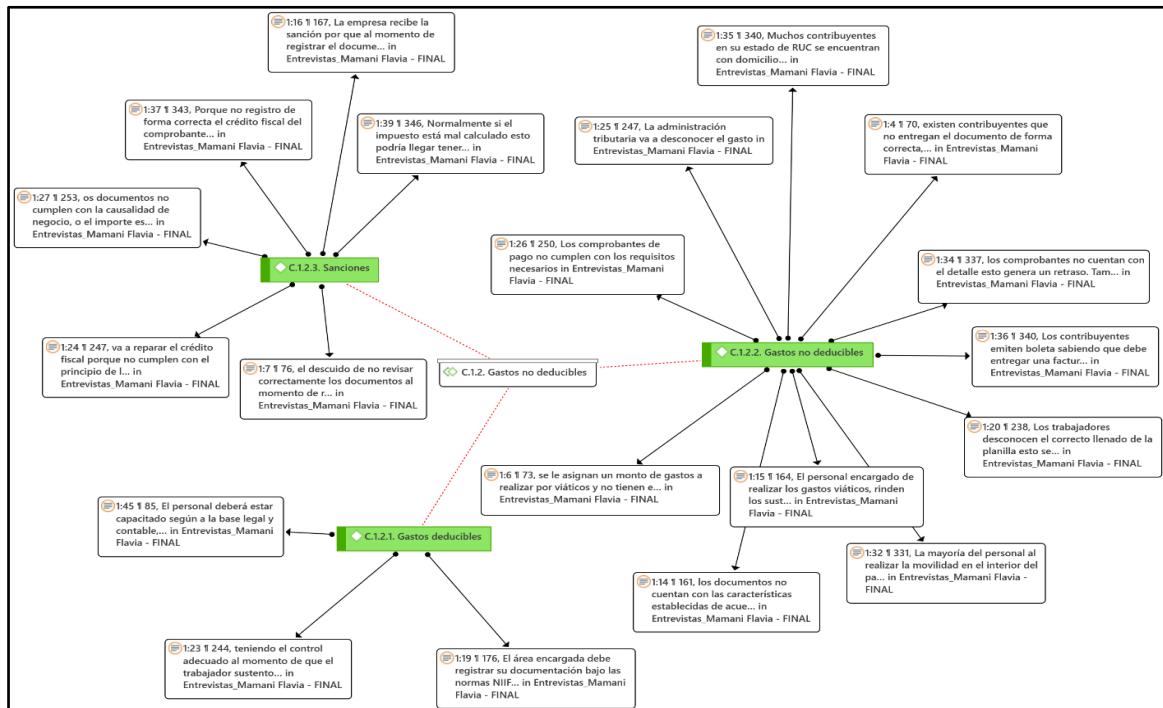 1:16 ¶ 167, La empresa recibe la
sanción por que al momento de
registrar el docume... in
Entrevistas_Mamani Flavia - FINAL
1:35 ¶ 340, Muchos contribuyentes
en su estado de RUC se encuentran
con domicilio... in
Entrevistas_Mamani Flavia - FINAL
1:37 ¶ 343, Porque no registro de
forma correcta el crédito fiscal del
comprobante... in
Entrevistas_Mamani Flavia - FINAL
1:39 ¶ 346, Normalmente si el
impuesto está mal calculado esto
podría llegar tener... in
Entrevistas_Mamani Flavia - FINAL
1:25 ¶ 247, La administración
tributaria va a desconocer el gasto in
Entrevistas_Mamani Flavia - FINAL
1:4 ¶ 70, existen contribuyentes que
no entregan el documento de forma
correcta,... in
Entrevistas_Mamani Flavia - FINAL
1:27 ¶ 253, os documentos no
cumplen con la causalidad de
negocio, o el importe es... in
Entrevistas_Mamani Flavia - FINAL
1:26 ¶ 250, Los comprobantes de
pago no cumplen con los requisitos
necesarios in Entrevistas_Mamani
Flavia - FINAL
C.1.2.3. Sanciones
1:34 ¶ 337, los comprobantes no cuentan con
el detalle esto genera un retraso. Tam... in
Entrevistas_Mamani Flavia - FINAL
1:24 ¶ 247, va a reparar el crédito
fiscal porque no cumplen con el
principio de l... in
Entrevistas_Mamani Flavia - FINAL
1:7 ¶ 76, el descuido de no revisar
correctamente los documentos al
momento de r... in
Entrevistas_Mamani Flavia - FINAL
C.1.2. Gastos no deducibles
C.1.2.2. Gastos no deducibles
1:36 ¶ 340, Los contribuyentes
emiten boleta sabiendo que debe
entregar una factur... in
Entrevistas_Mamani Flavia - FINAL
1:20 ¶ 238, Los trabajadores
desconocen el correcto llenado de la
planilla esto se... in
Entrevistas_Mamani Flavia - FINAL
1:6 ¶ 73, se le asignan un monto de gastos a
realizar por viáticos y no tienen e... in
Entrevistas_Mamani Flavia - FINAL
1:15 ¶ 164, El personal encargado de
realizar los gastos viáticos, rinden
los sust... in Entrevistas_Mamani
Flavia - FINAL
1:45 ¶ 85, El personal deberá estar
capacitado según a la base legal y
contable,... in Entrevistas_Mamani
Flavia - FINAL
C.1.2.1. Gastos deducibles
1:32 ¶ 331, La mayoría del personal al
realizar la movilidad en el interior del
pa... in Entrevistas_Mamani Flavia -
FINAL
1:14 ¶ 161, los documentos no
cuentan con las características
establecidas de acue... in
Entrevistas_Mamani Flavia - FINAL
1:23 ¶ 244, teniendo el control
adecuado al momento de que el
trabajador sustento... in
Entrevistas_Mamani Flavia - FINAL
1:19 ¶ 176, El área encargada debe
registrar su documentación bajo las
normas NIIF... in Entrevistas_Mamani
Flavia - FINAL